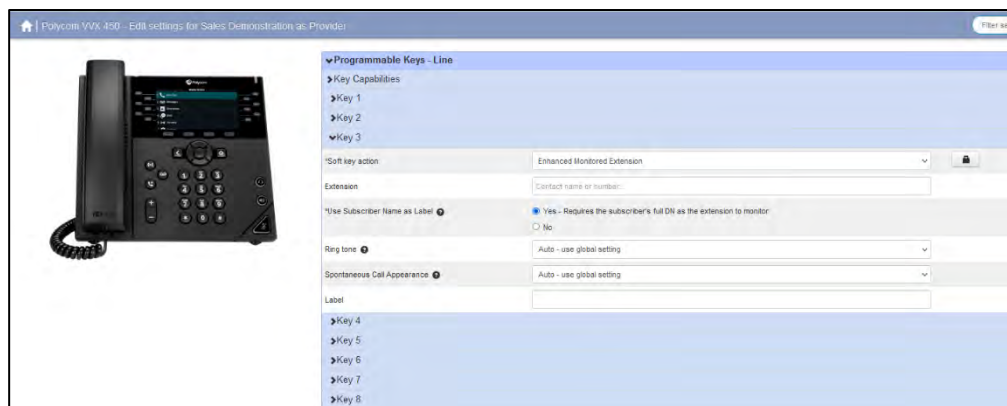 Polycom VVX 450 - Edit settings for Sales Demonstration as Provider
Filter se
Programmable Keys - Line
Key Capabilities
Key 1
Key 2
Key 3
*Soft key action
Enhanced Monitored Extension
Extension
Contact name or number...
*Use Subscriber Name as Label
Yes - Requires the subscriber's full DN as the extension to monitor
No
Ring tone
Auto - use global setting
Spontaneous Call Appearance
Auto - use global setting
Label
Key 4
Key 5
Key 6
Key 7
Key 8